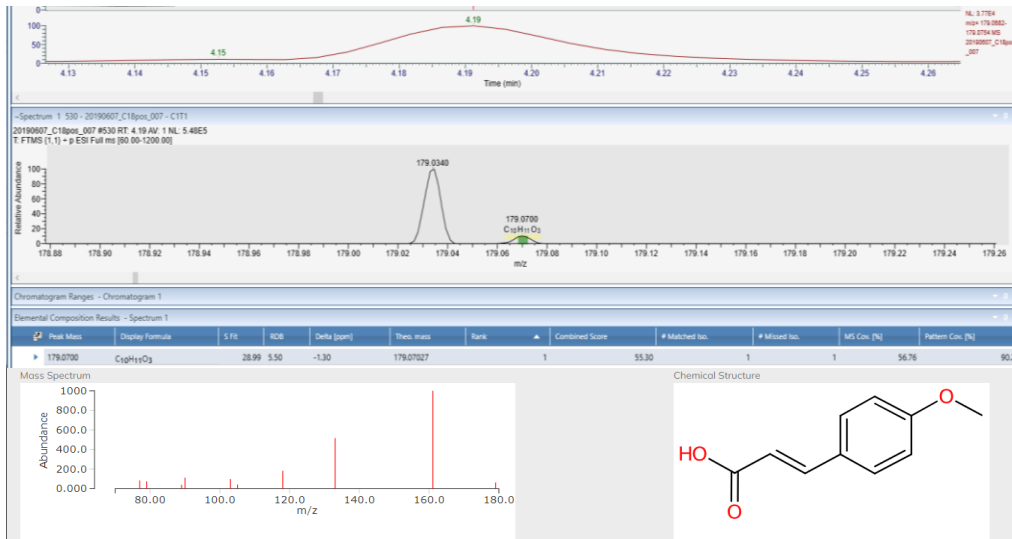 0
4.19
100
50
0
4.15
4.13 4.14 4.15 4.16 4.17 4.18 4.19 4.20 4.21 4.22 4.23 4.24 4.25 4.26
Time (min)
NL: 3.77E4
m/z= 179.0682-
179.0754 MS
20190607_C18pos
_007
~Spectrum 1 530 - 20190607_C18pos_007 - C1T1
20190607_C18pos_007 #530 RT: 4.19 AV: 1 NL: 5.48E5
T: FTMS {1,1} + p ESI Full ms [60.00-1200.00]
Relative Abundance
100
80
60
40
20
0
179.0340
179.0700
C10H11O3
178.88 178.90 178.92 178.94 178.96 178.98 179.00 179.02 179.04 179.06 179.08 179.10 179.12 179.14 179.16 179.18 179.20 179.22 179.24 179.26
m/z
Chromatogram Ranges - Chromatogram 1
Elemental Composition Results - Spectrum 1
Peak Mass Display Formula S Fit RDB Delta [ppm] Theo. mass Rank Combined Score # Matched Iso. # Missed Iso. MS Cov. [%] Pattern Cov. [%]
179.0700 C10H11O3 28.99 5.50 -1.30 179.07027 1 55.30 1 1 56.76 90.
Mass Spectrum
Chemical Structure
Abundance
1000
800.0
600.0
400.0
200.0
0.000
80.00 100.0 120.0 140.0 160.0 180.0
m/z
O
HO
O